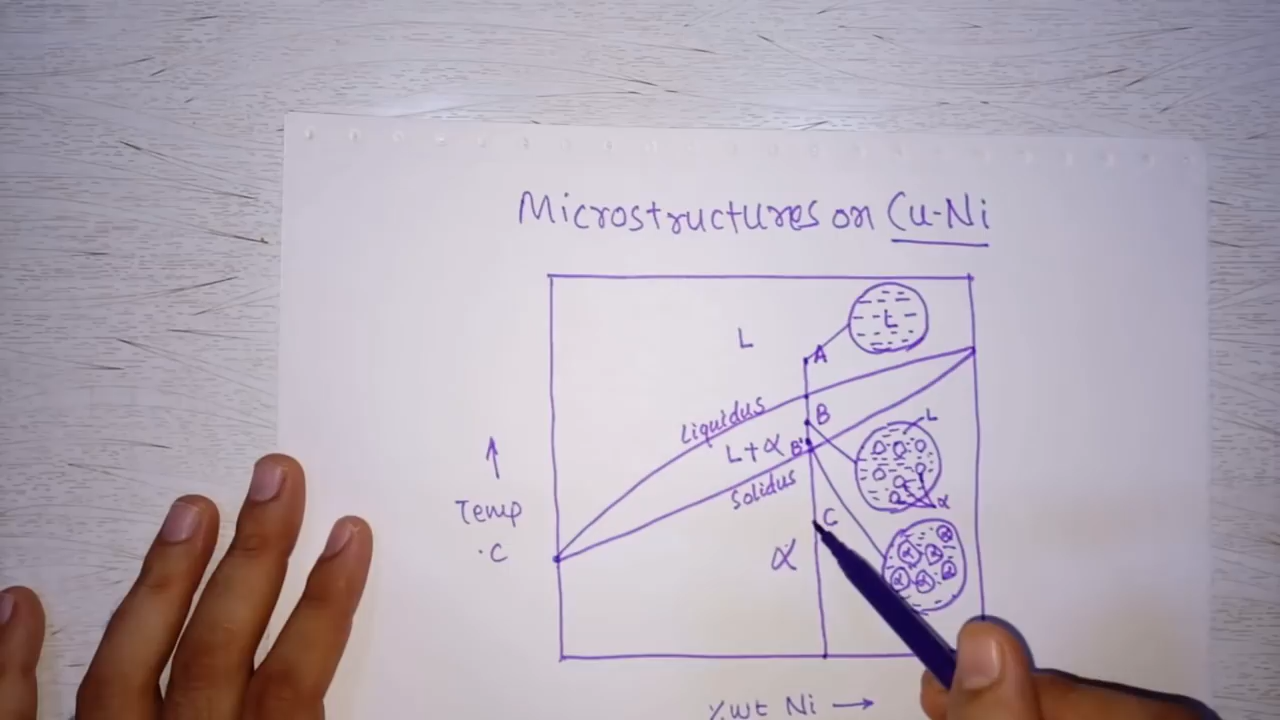 Microstructures on Cu-Ni
L
L
A
Liquidus
B
L
L + α
B'
Solidus
α
Temp
°C
C
α
α α α α α α
%wt Ni →